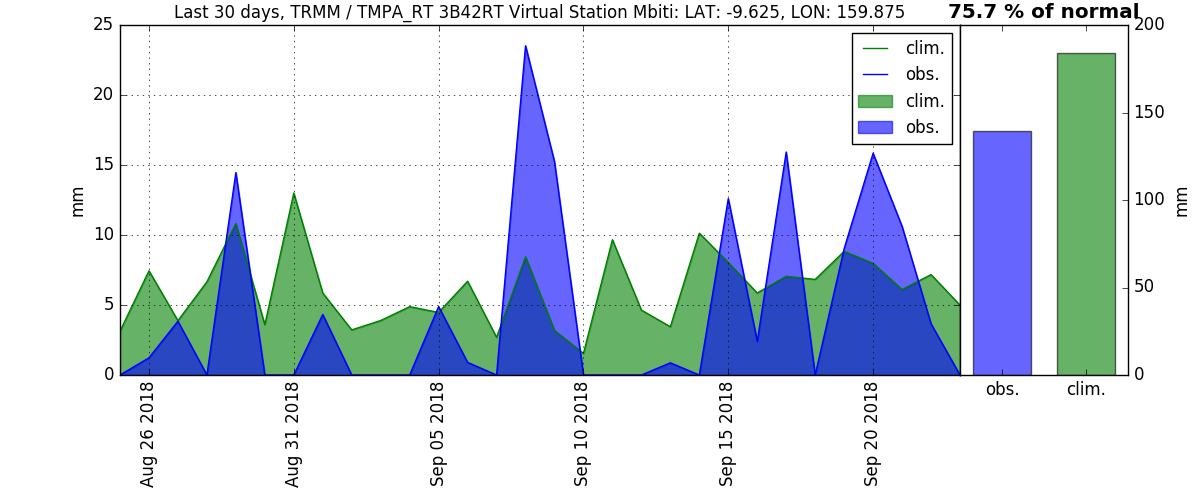 Last 30 days, TRMM / TMPA_RT 3B42RT Virtual Station Mbiti: LAT: -9.625, LON: 159.875
75.7 % of normal
25
20
15
10
5
0
mm
clim.
obs.
clim.
obs.
Aug 26 2018
Aug 31 2018
Sep 05 2018
Sep 10 2018
Sep 15 2018
Sep 20 2018
200
150
100
50
0
mm
obs.
clim.